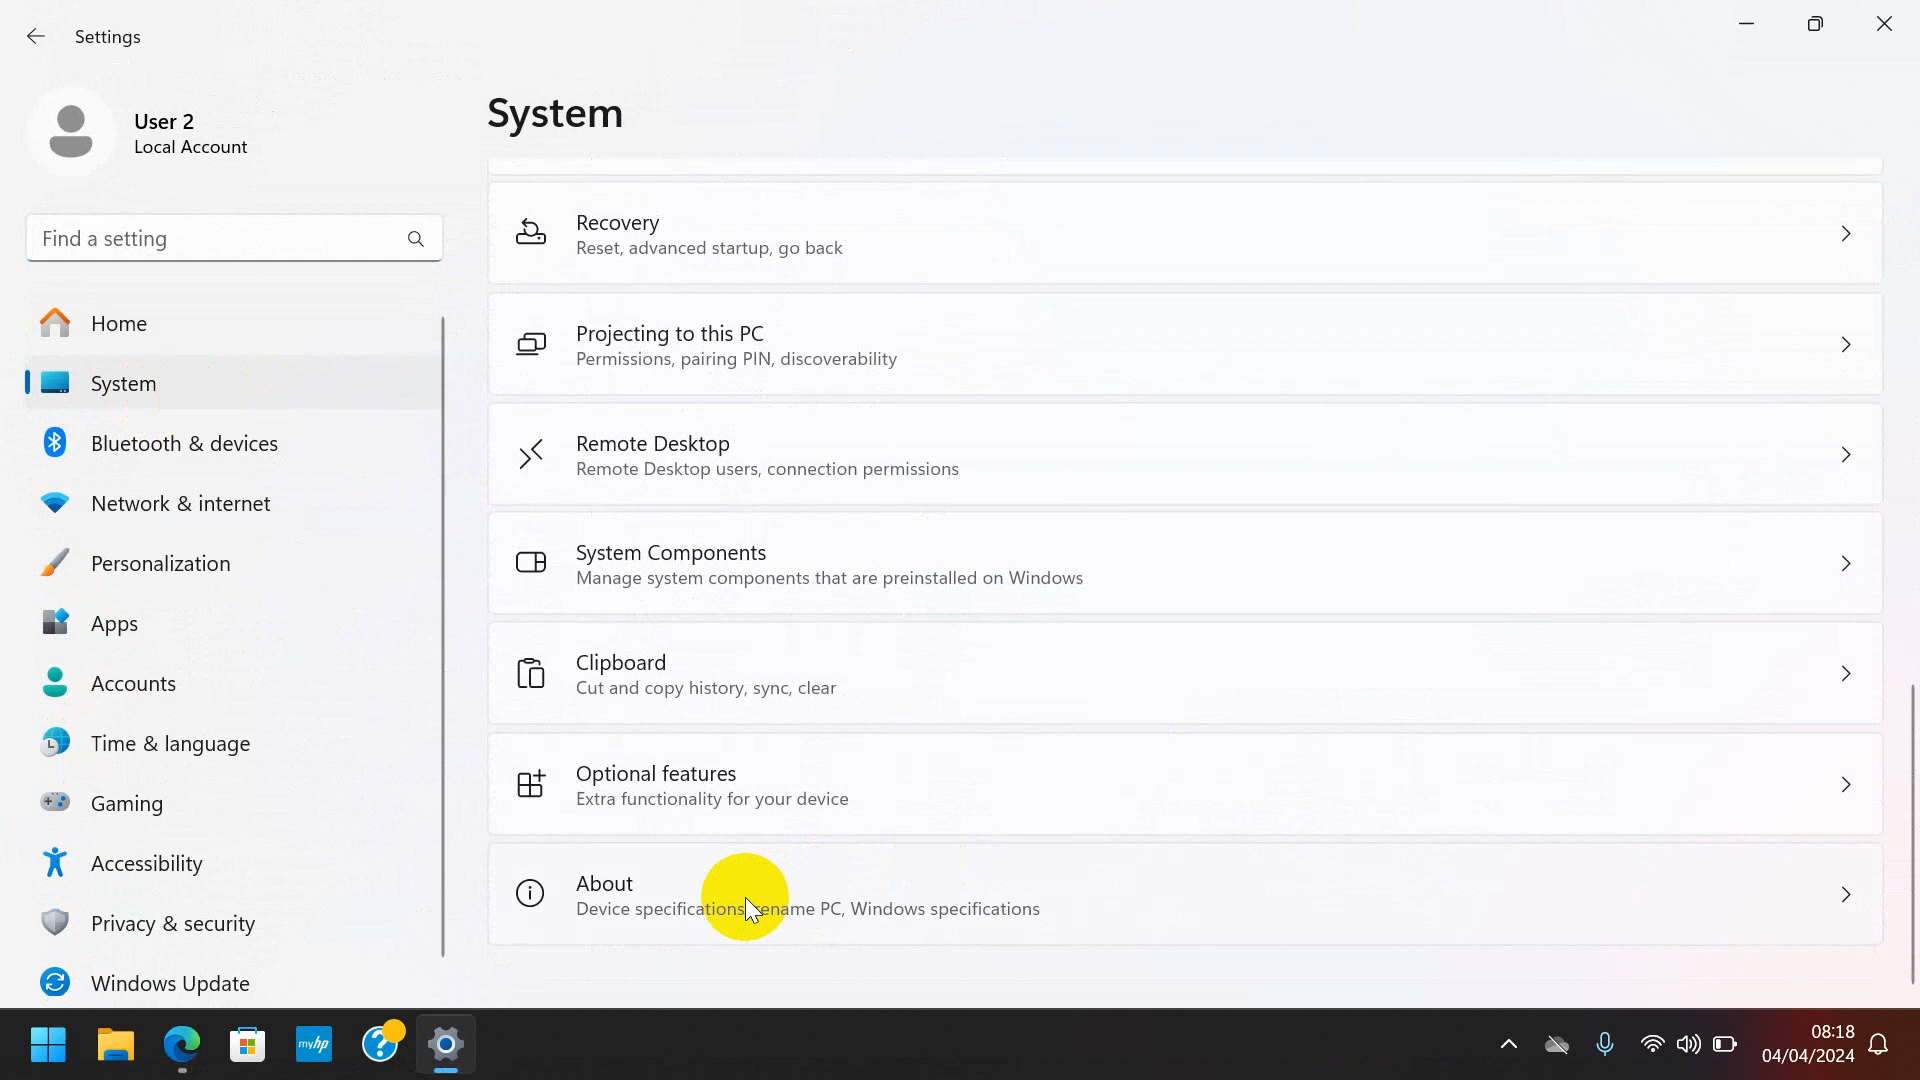 Settings
User 2
Local Account
Find a setting
Home
System
Bluetooth & devices
Network & internet
Personalization
Apps
Accounts
Time & language
Gaming
Accessibility
Privacy & security
Windows Update
System
Recovery
Reset, advanced startup, go back
Projecting to this PC
Permissions, pairing PIN, discoverability
Remote Desktop
Remote Desktop users, connection permissions
System Components
Manage system components that are preinstalled on Windows
Clipboard
Cut and copy history, sync, clear
Optional features
Extra functionality for your device
About
Device specifications, rename PC, Windows specifications
myhp
08:18
04/04/2024